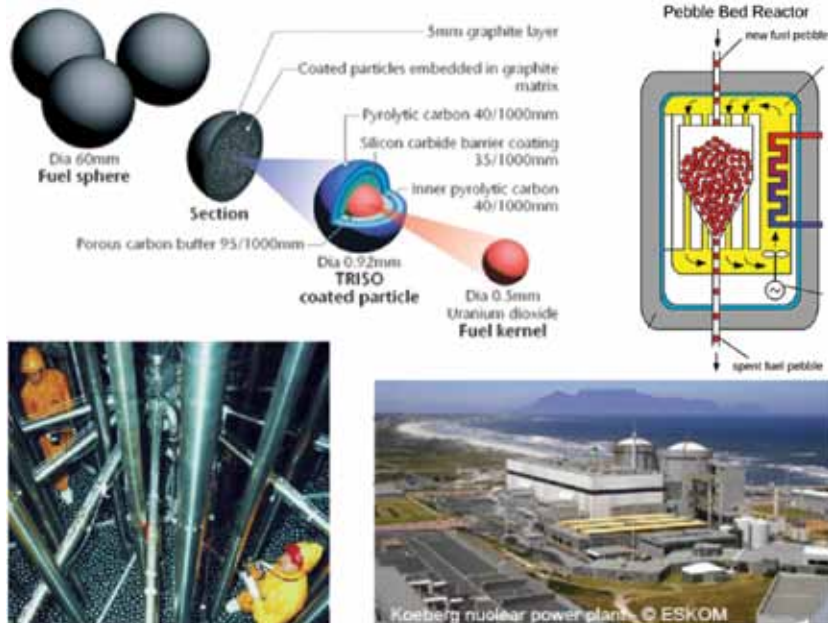 5mm graphite layer
Coated particles embedded in graphite
matrix
Pyrolytic carbon 40/1000mm
Silicon carbide barrier coating
35/1000mm
Inner pyrolytic carbon
40/1000mm
Dia 60mm
Fuel sphere
Section
Porous carbon buffer 95/1000mm
Dia 0.92mm
TRISO
coated particle
Dia 0.5mm
Uranium dioxide
Fuel kernel
Pebble Bed Reactor
new fuel pebble
spent fuel pebble
Koeberg nuclear power plant - © ESKOM